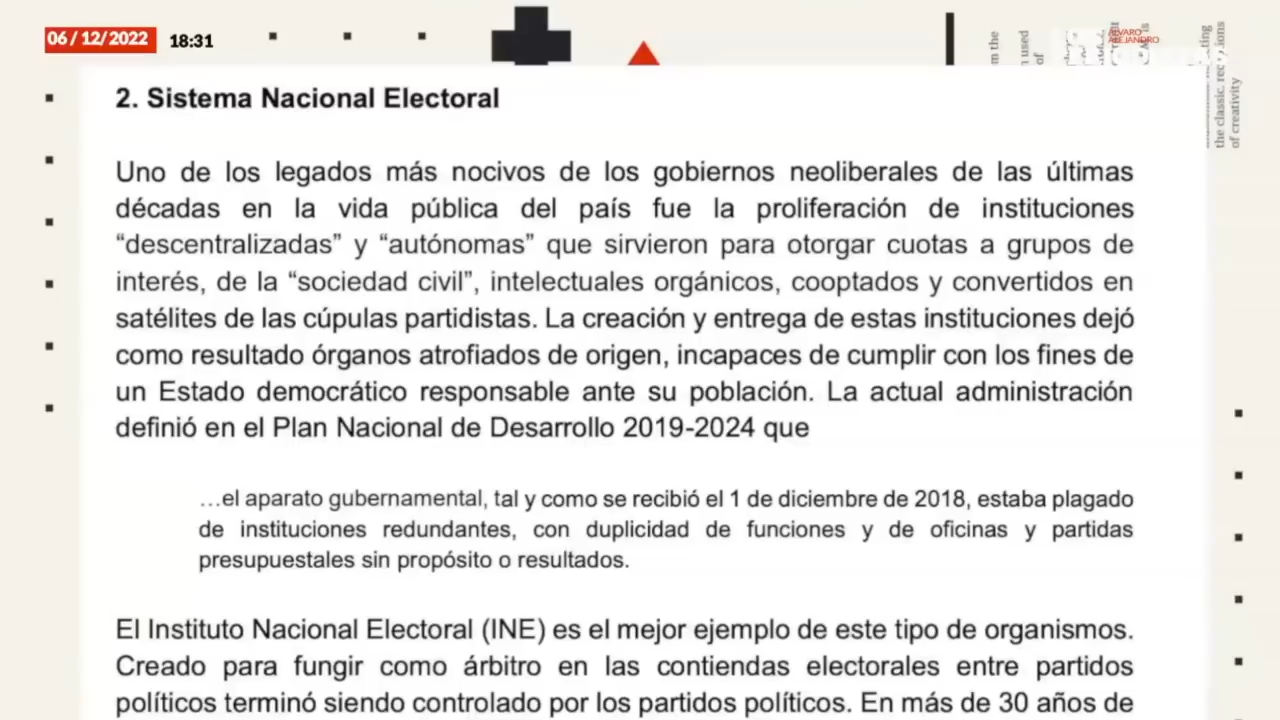 06 / 12/2022
18:31
ALVARO
ALEJANDRO
the classic, 
of creativity
2. Sistema Nacional Electoral
Uno de los legados más nocivos de los gobiernos neoliberales de las últimas
décadas en la vida pública del país fue la proliferación de instituciones
“descentralizadas” y “autónomas” que sirvieron para otorgar cuotas a grupos de
interés, de la “sociedad civil”, intelectuales orgánicos, cooptados y convertidos en
satélites de las cúpulas partidistas. La creación y entrega de estas instituciones dejó
como resultado órganos atrofiados de origen, incapaces de cumplir con los fines de
un Estado democrático responsable ante su población. La actual administración
definió en el Plan Nacional de Desarrollo 2019-2024 que
…el aparato gubernamental, tal y como se recibió el 1 de diciembre de 2018, estaba plagado
de instituciones redundantes, con duplicidad de funciones y de oficinas y partidas
presupuestales sin propósito o resultados.
El Instituto Nacional Electoral (INE) es el mejor ejemplo de este tipo de organismos.
Creado para fungir como árbitro en las contiendas electorales entre partidos
políticos terminó siendo controlado por los partidos políticos. En más de 30 años de